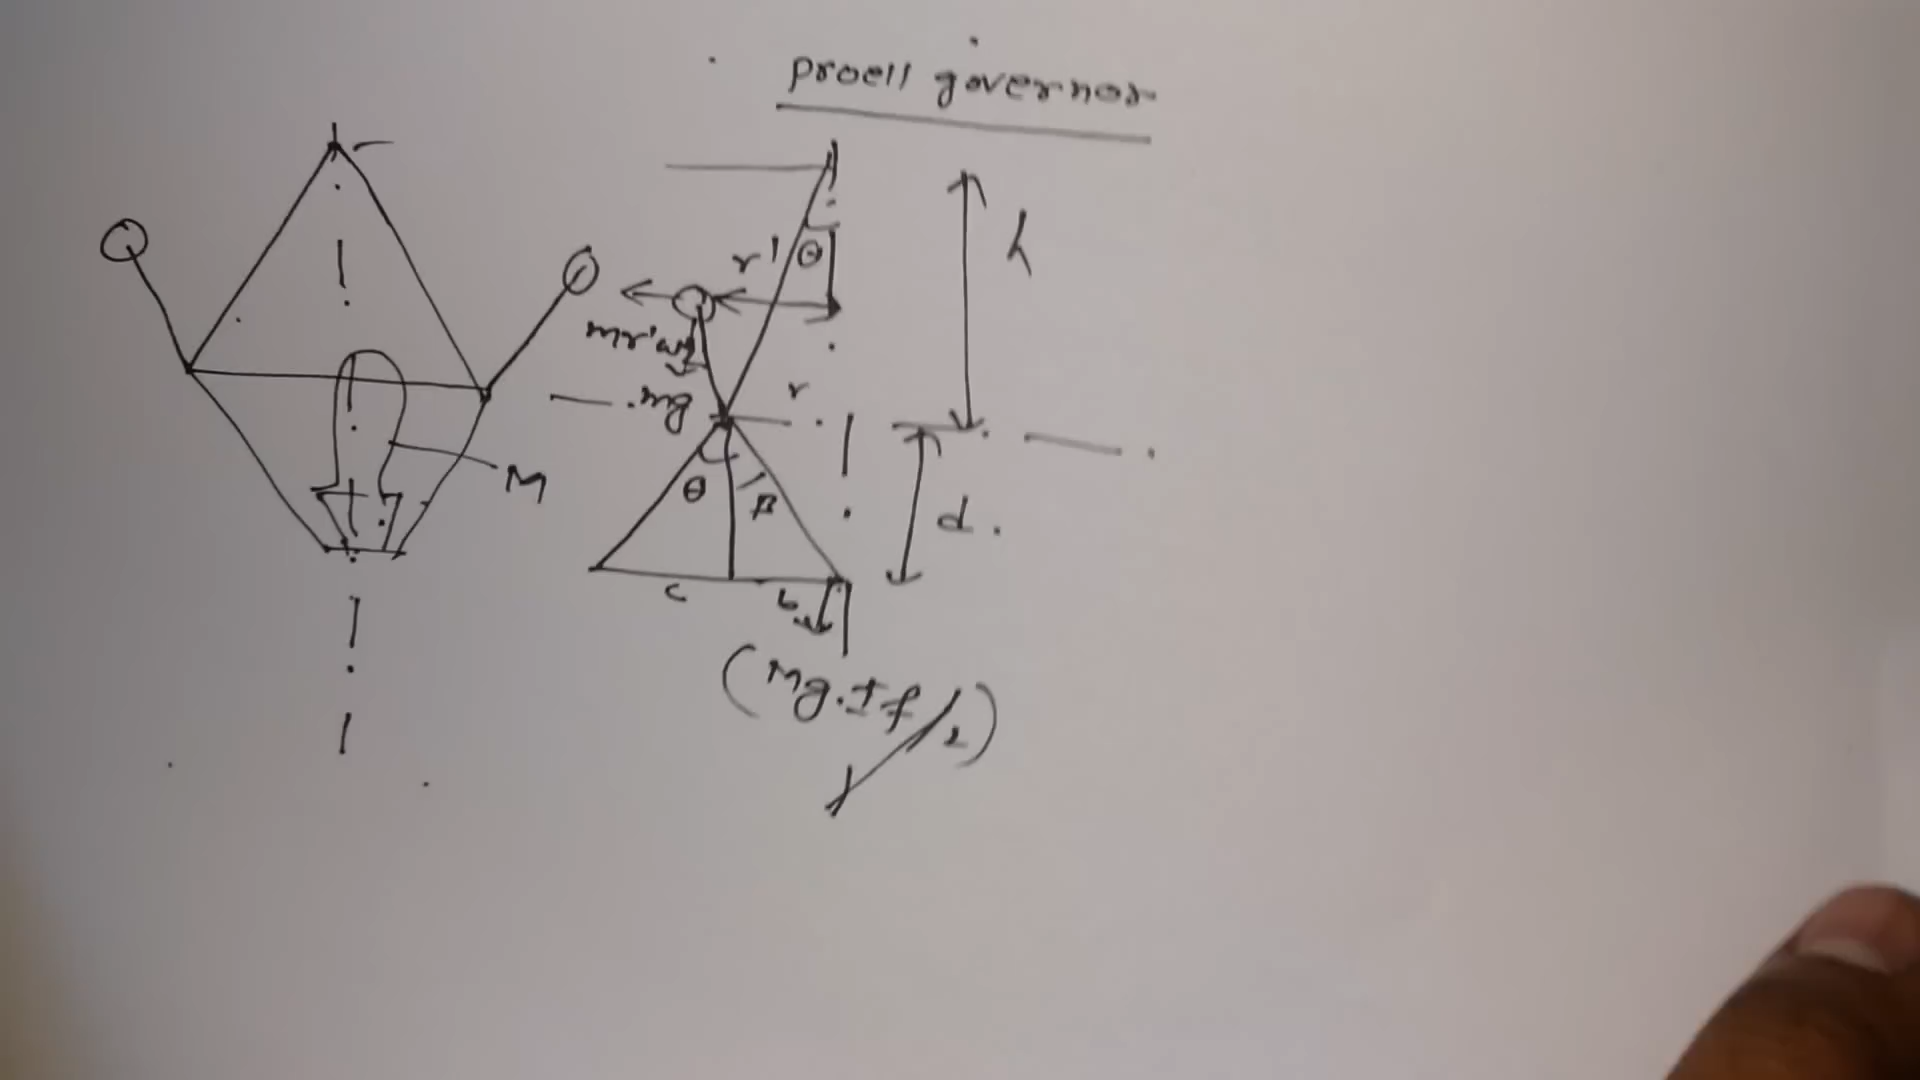 Proell governor
h
r'
θ
mr'ω²
mg
r
M
θ
β
d.
c
b
(Mg.±f/2)